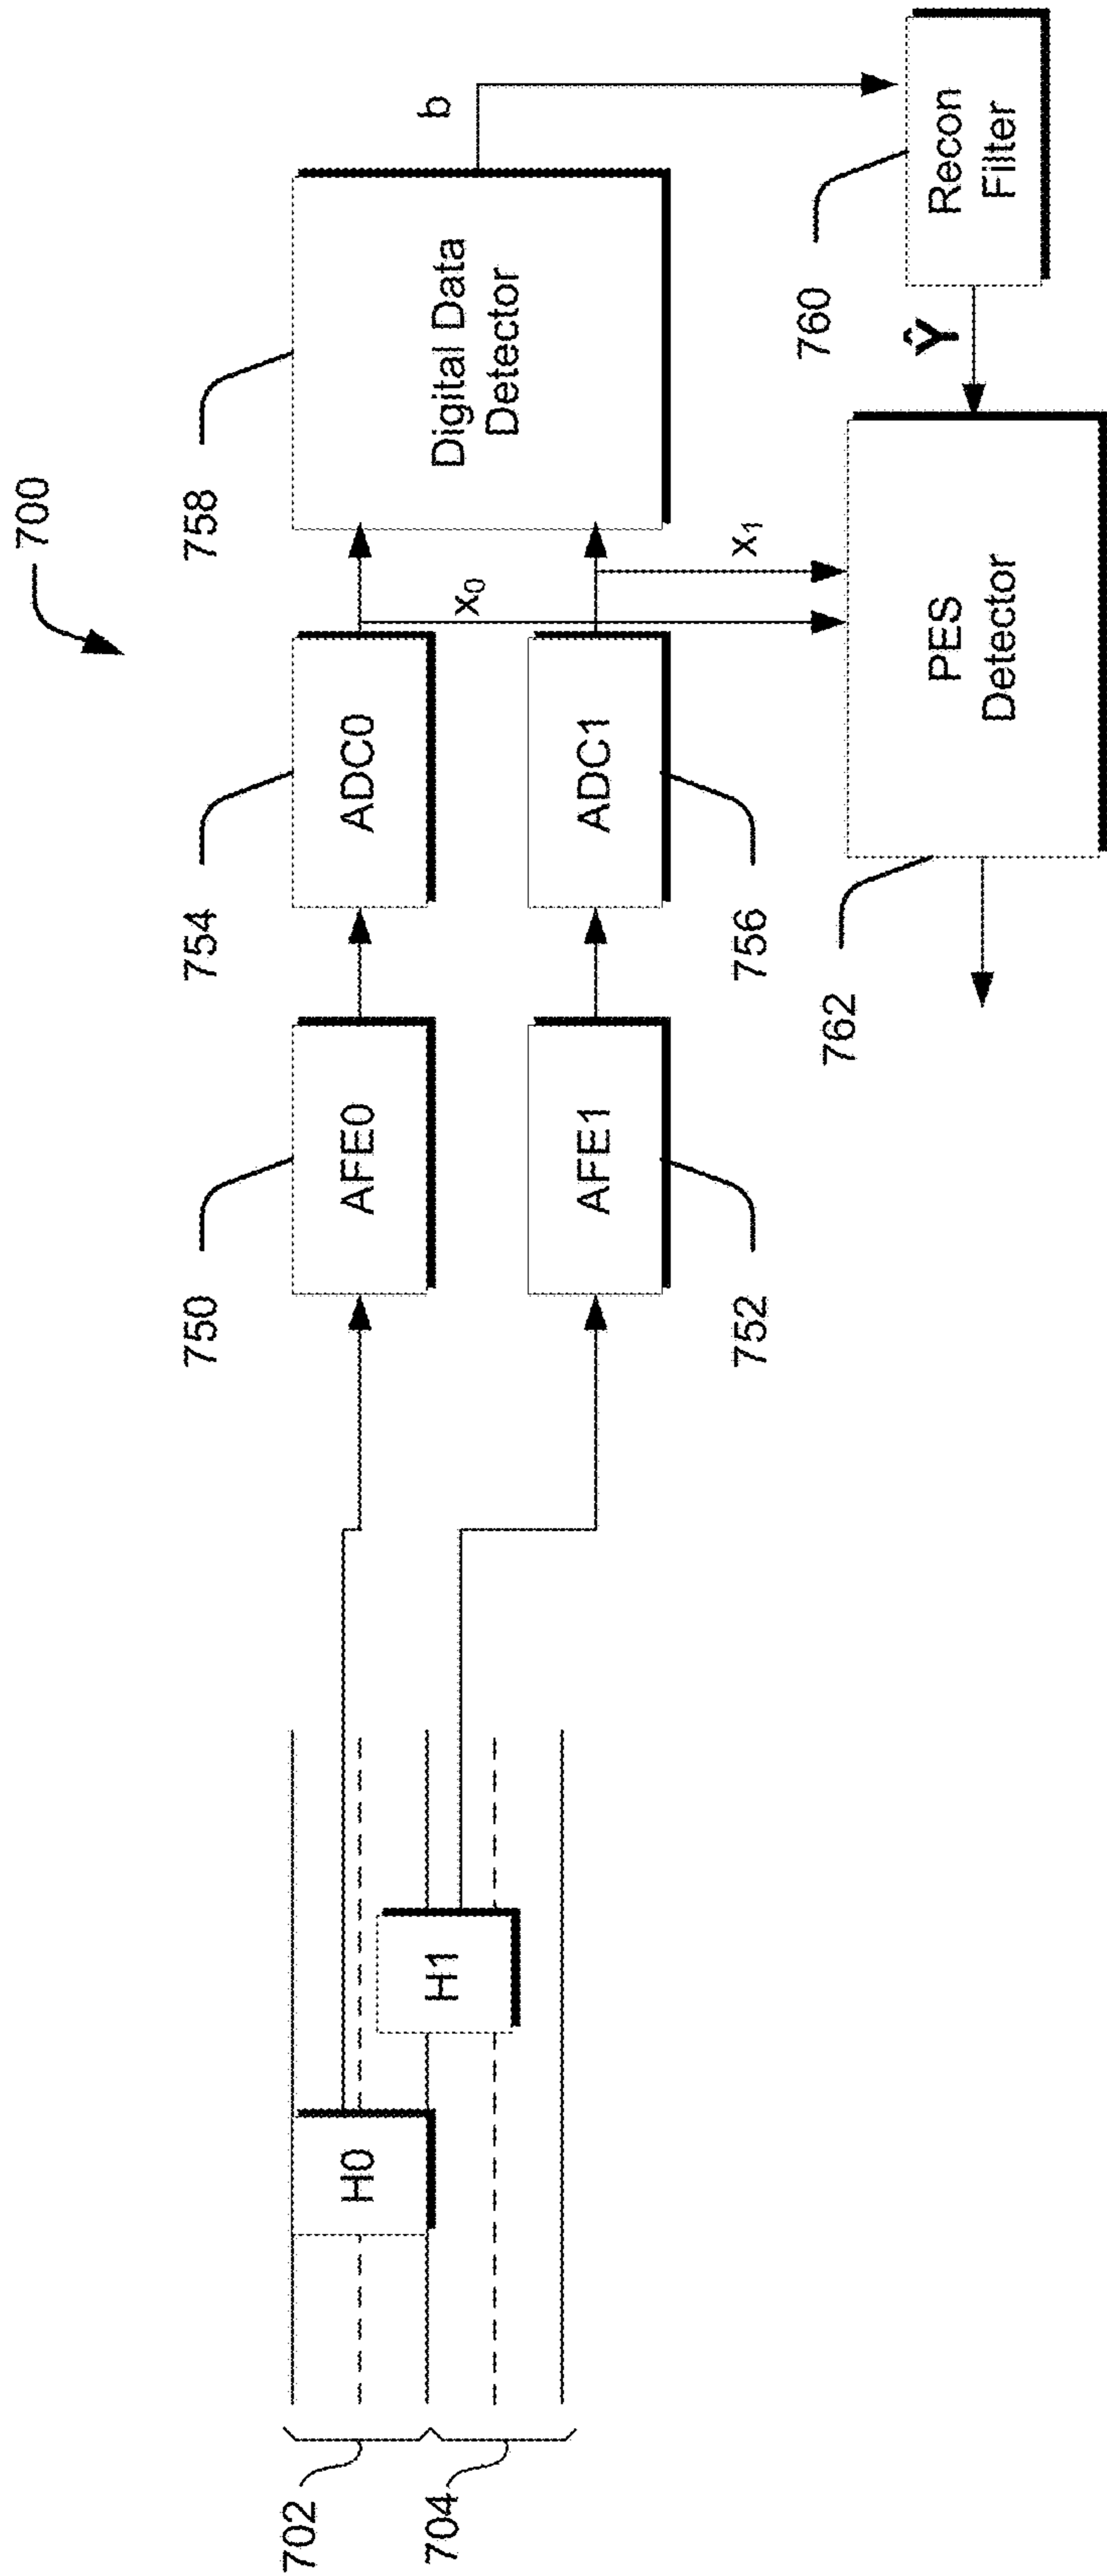 700
702
704
H0
H1
750
AFE0
752
AFE1
754
ADC0
756
ADC1
x₀
x₁
758
Digital Data
Detector
b
760
Recon
Filter
Ŷ
762
PES
Detector